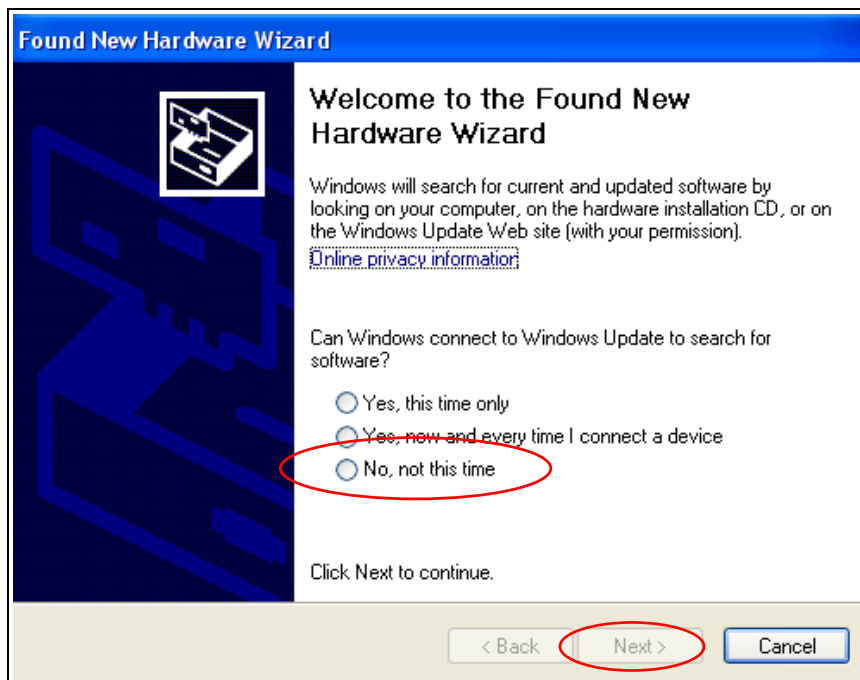 Found New Hardware Wizard
Welcome to the Found New
Hardware Wizard
Windows will search for current and updated software by
looking on your computer, on the hardware installation CD, or on
the Windows Update Web site (with your permission).
Online privacy information
Can Windows connect to Windows Update to search for
software?
Yes, this time only
Yes, now and every time I connect a device
No, not this time
Click Next to continue.
< Back Next > Cancel